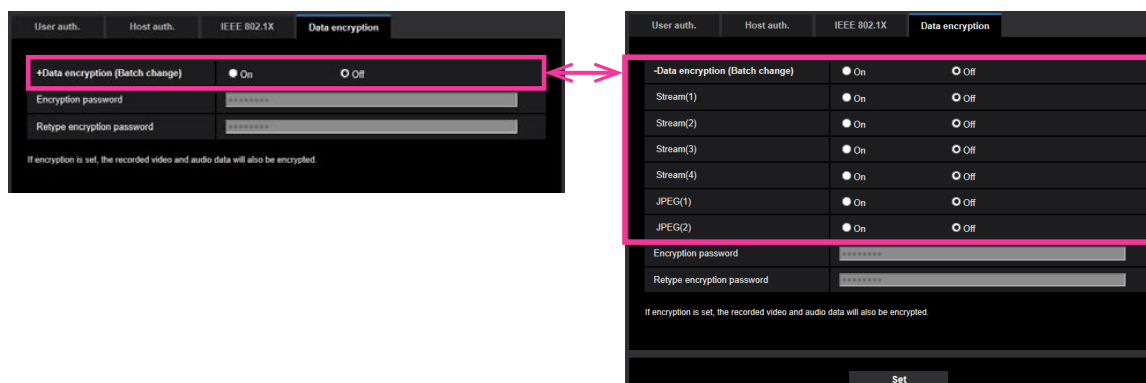 User auth. Host auth. IEEE 802.1X Data encryption
+Data encryption (Batch change) On Off
Encryption password ••••••••
Retype encryption password ••••••••
If encryption is set, the recorded video and audio data will also be encrypted.
User auth. Host auth. IEEE 802.1X Data encryption
-Data encryption (Batch change) On Off
Stream(1) On Off
Stream(2) On Off
Stream(3) On Off
Stream(4) On Off
JPEG(1) On Off
JPEG(2) On Off
Encryption password ••••••••
Retype encryption password ••••••••
If encryption is set, the recorded video and audio data will also be encrypted.
Set